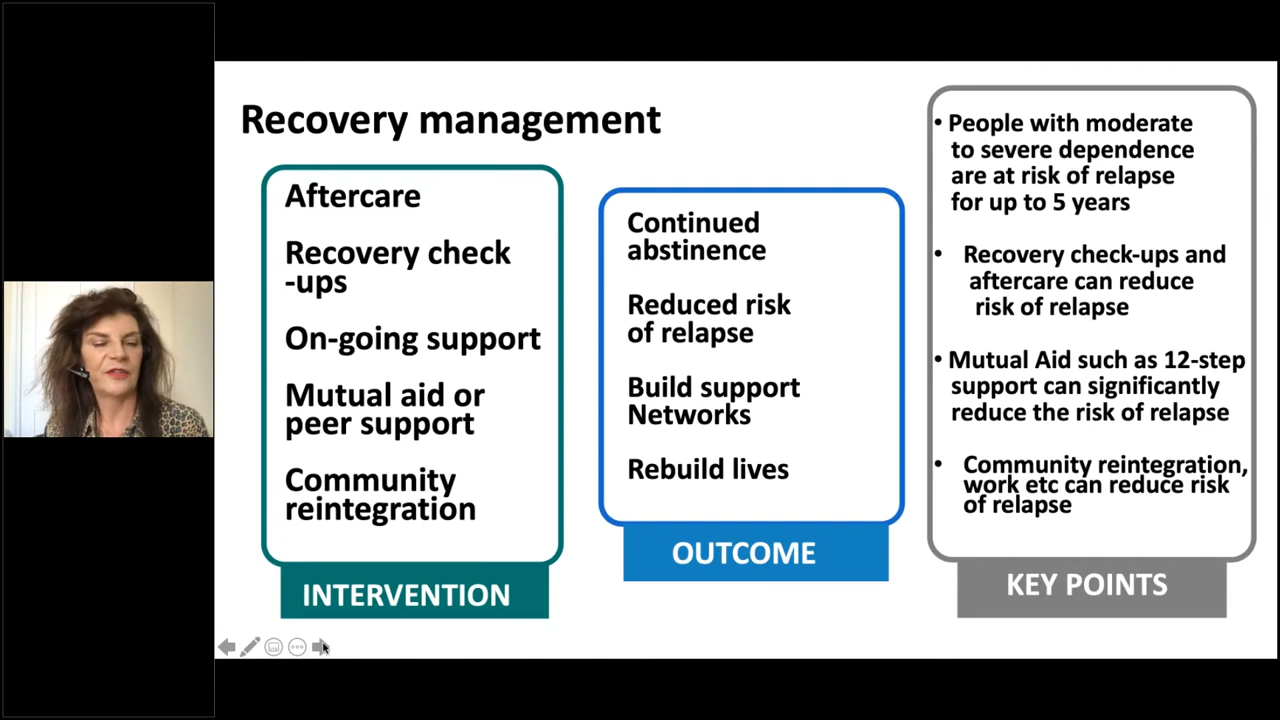 Recovery management
Aftercare
Recovery check
-ups
On-going support
Mutual aid or
peer support
Community
reintegration
INTERVENTION
Continued
abstinence
Reduced risk
of relapse
Build support
Networks
Rebuild lives
OUTCOME
• People with moderate
to severe dependence
are at risk of relapse
for up to 5 years
• Recovery check-ups and
aftercare can reduce
risk of relapse
• Mutual Aid such as 12-step
support can significantly
reduce the risk of relapse
• Community reintegration,
work etc can reduce risk
of relapse
KEY POINTS